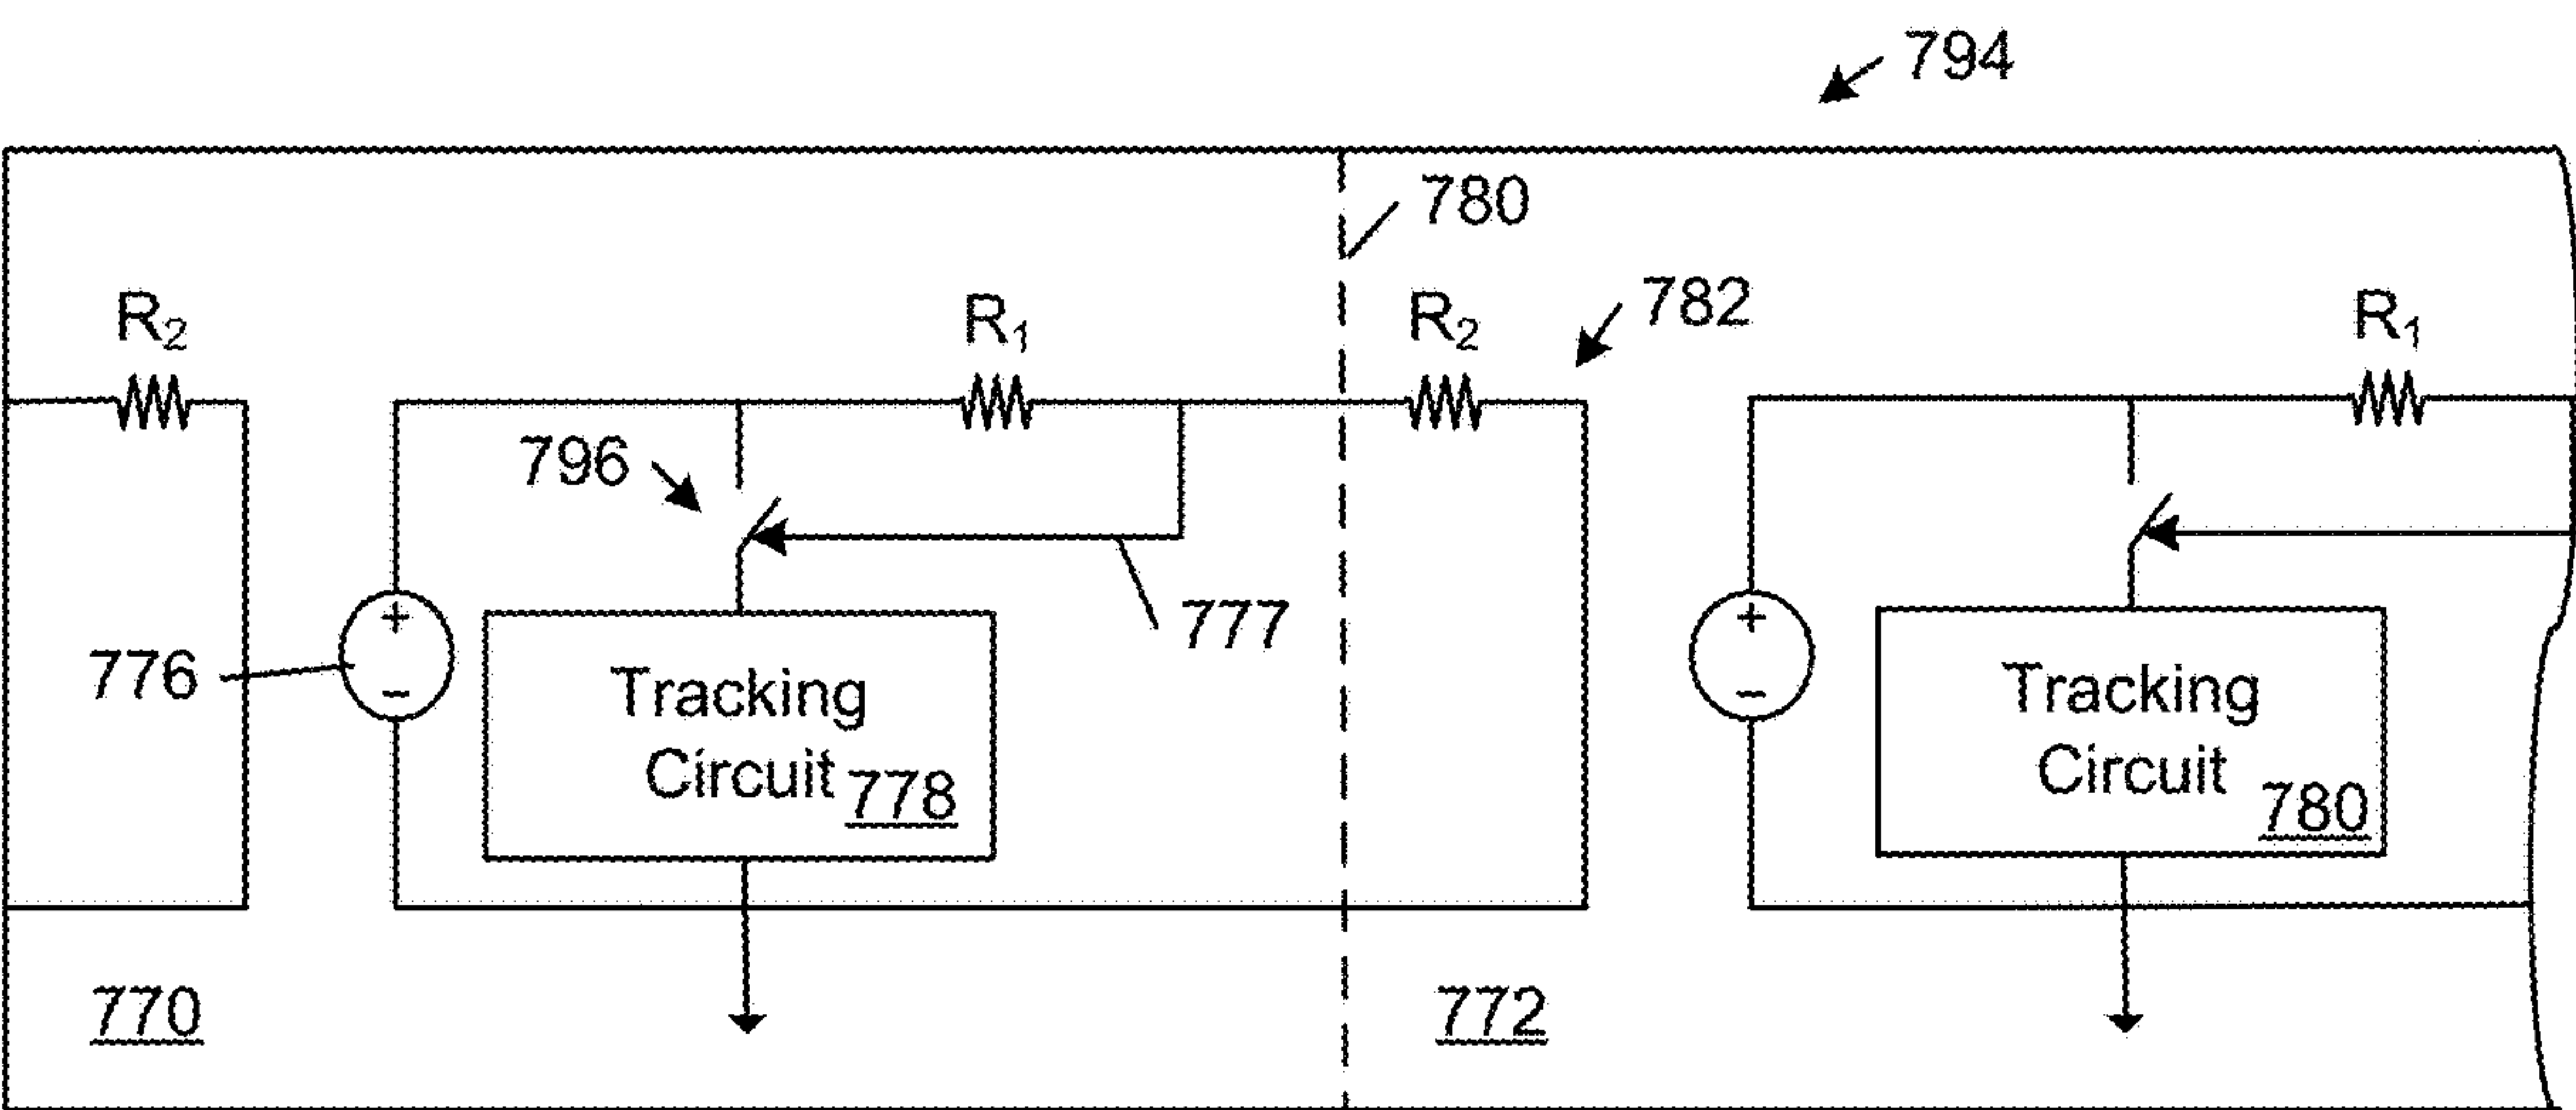 794
780
782
R₂
R₁
R₂
R₁
796
777
776
+
−
Tracking
Circuit
778
+
−
Tracking
Circuit
780
770
772